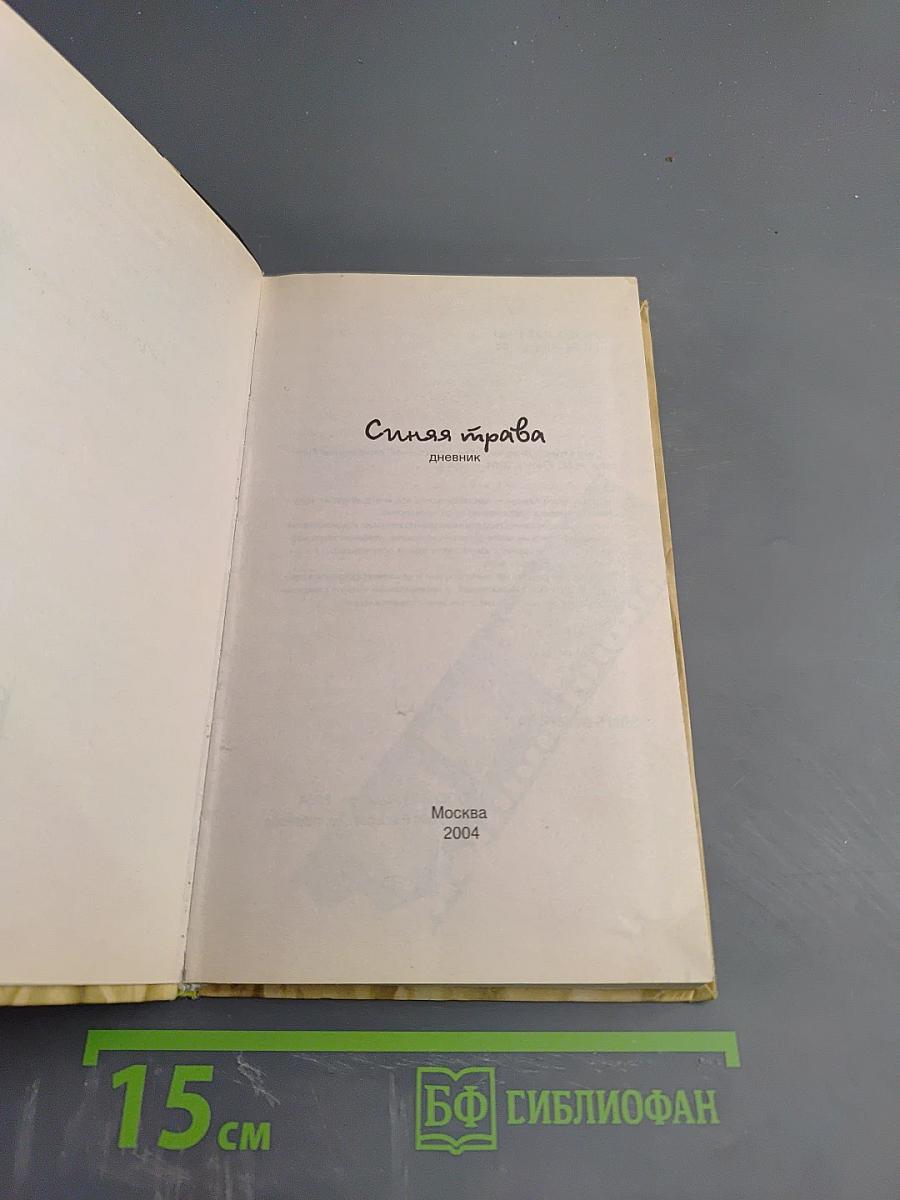 Синяя трава
дневник
Москва
2004
15 см
БФ БИБЛИОФАН